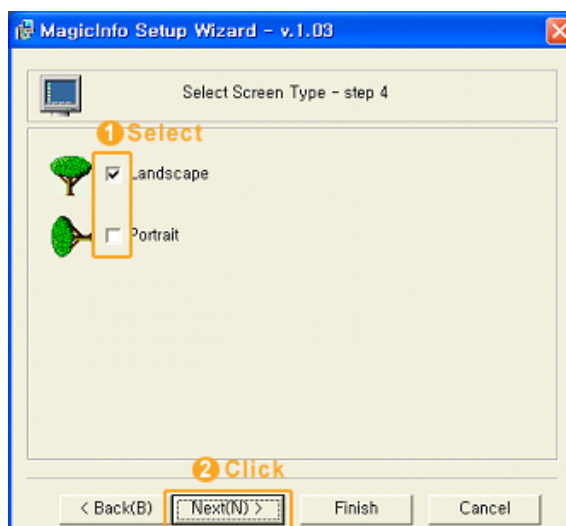 MagicInfo Setup Wizard - v.1.03
Select Screen Type - step 4
1 Select
Landscape
Portrait
2 Click
< Back(B) Next(N) > Finish Cancel